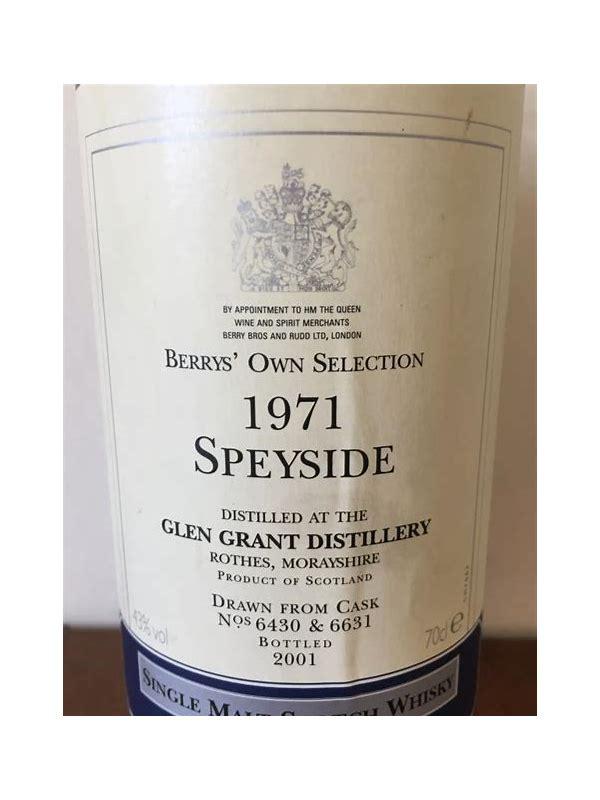 BY APPOINTMENT TO HM THE QUEEN
WINE AND SPIRIT MERCHANTS
BERRY BROS AND RUDD LTD, LONDON
BERRYS' OWN SELECTION
1971
SPEYSIDE
DISTILLED AT THE
GLEN GRANT DISTILLERY
ROTHES, MORAYSHIRE
PRODUCT OF SCOTLAND
DRAWN FROM CASK
NOS 6430 & 6631
BOTTLED
2001
43% vol
70cl e
SINGLE MALT SCOTCH WHISKY